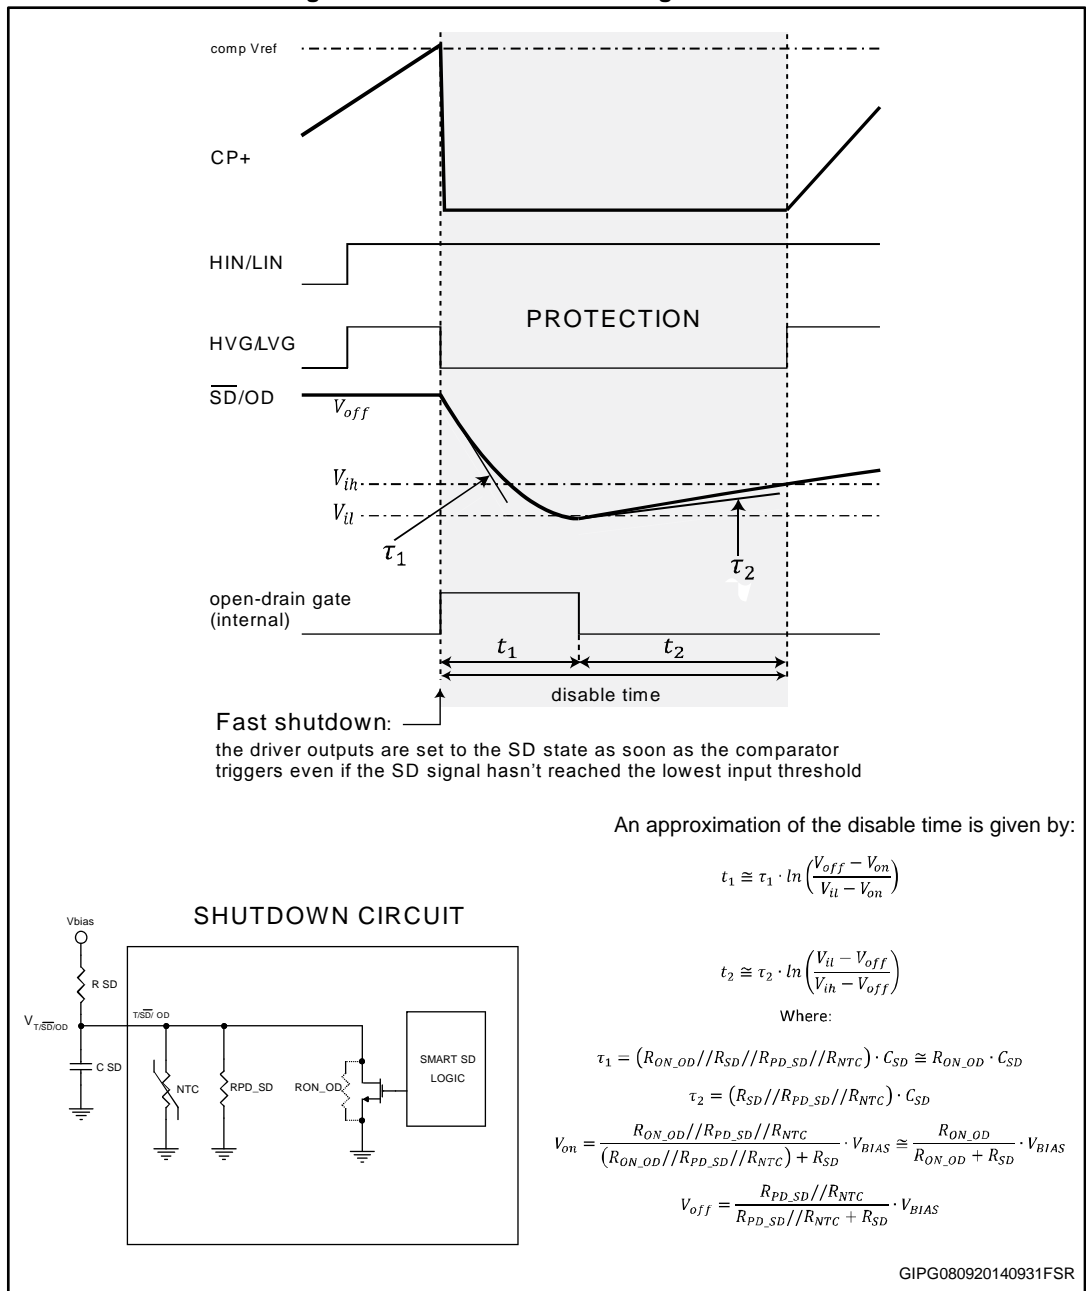 comp Vref
CP+
HIN/LIN
PROTECTION
HVG/LVG
SD/OD
V_off
V_ih
V_il
τ_1
τ_2
open-drain gate
(internal)
t_1
t_2
disable time
Fast shutdown:
the driver outputs are set to the SD state as soon as the comparator
triggers even if the SD signal hasn't reached the lowest input threshold
An approximation of the disable time is given by:
t_1 ≅ τ_1 · ln((V_off − V_on)/(V_il − V_on))
SHUTDOWN CIRCUIT
Vbias
R SD
V_T/SD/OD
T/SD/ OD
C SD
NTC
RPD_SD
RON_OD
SMART SD
LOGIC
t_2 ≅ τ_2 · ln((V_il − V_off)/(V_ih − V_off))
Where:
τ_1 = (R_ON_OD//R_SD//R_PD_SD//R_NTC) · C_SD ≅ R_ON_OD · C_SD
τ_2 = (R_SD//R_PD_SD//R_NTC) · C_SD
V_on = (R_ON_OD//R_PD_SD//R_NTC)/((R_ON_OD//R_PD_SD//R_NTC) + R_SD) · V_BIAS ≅ R_ON_OD/(R_ON_OD + R_SD) · V_BIAS
V_off = (R_PD_SD//R_NTC)/(R_PD_SD//R_NTC + R_SD) · V_BIAS
GIPG080920140931FSR